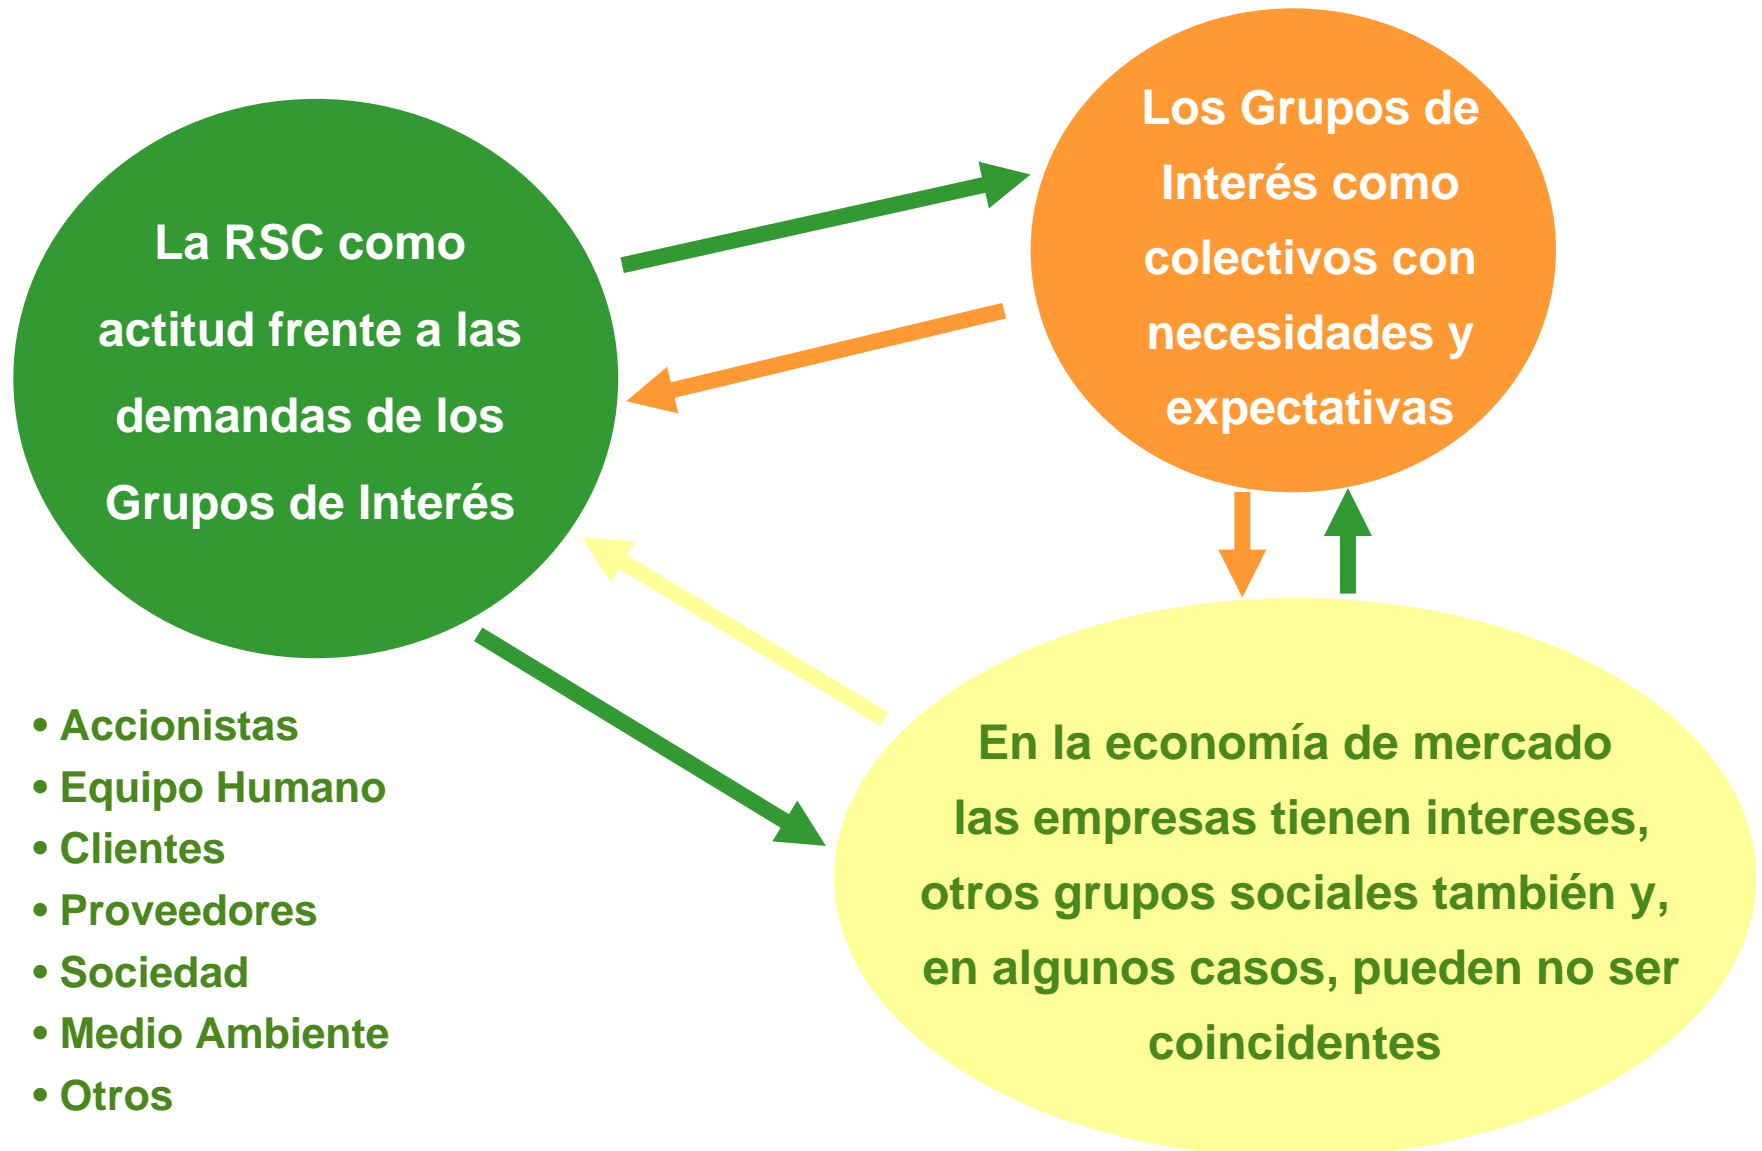 La RSC como
actitud frente a las
demandas de los
Grupos de Interés
Los Grupos de
Interés como
colectivos con
necesidades y
expectativas
• Accionistas
• Equipo Humano
• Clientes
• Proveedores
• Sociedad
• Medio Ambiente
• Otros
En la economía de mercado
las empresas tienen intereses,
otros grupos sociales también y,
en algunos casos, pueden no ser
coincidentes